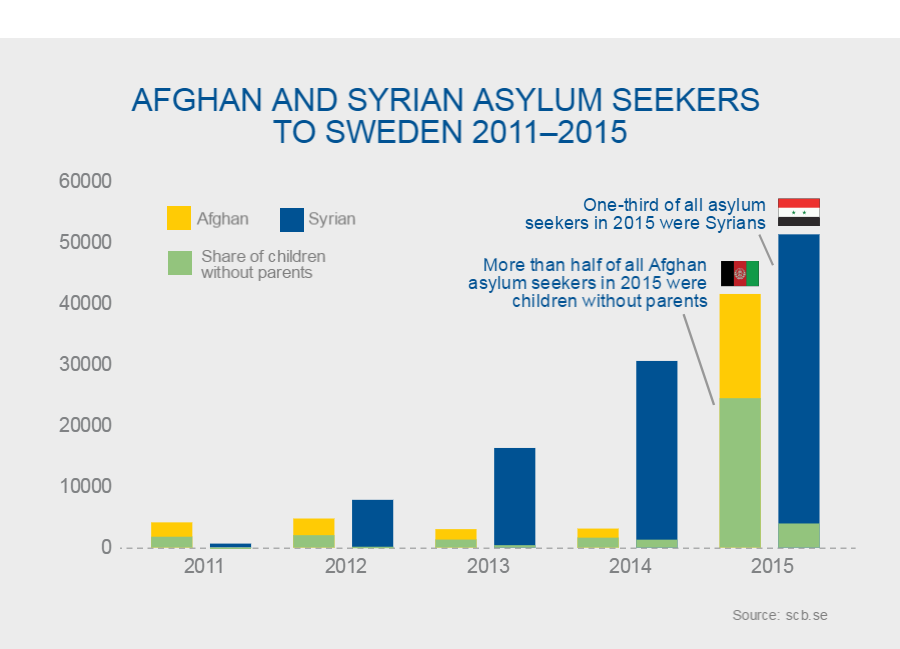 AFGHAN AND SYRIAN ASYLUM SEEKERS
TO SWEDEN 2011–2015
60000
50000
40000
30000
20000
10000
0
Afghan
Syrian
Share of children
without parents
One-third of all asylum
seekers in 2015 were Syrians
More than half of all Afghan
asylum seekers in 2015 were
children without parents
2011
2012
2013
2014
2015
Source: scb.se